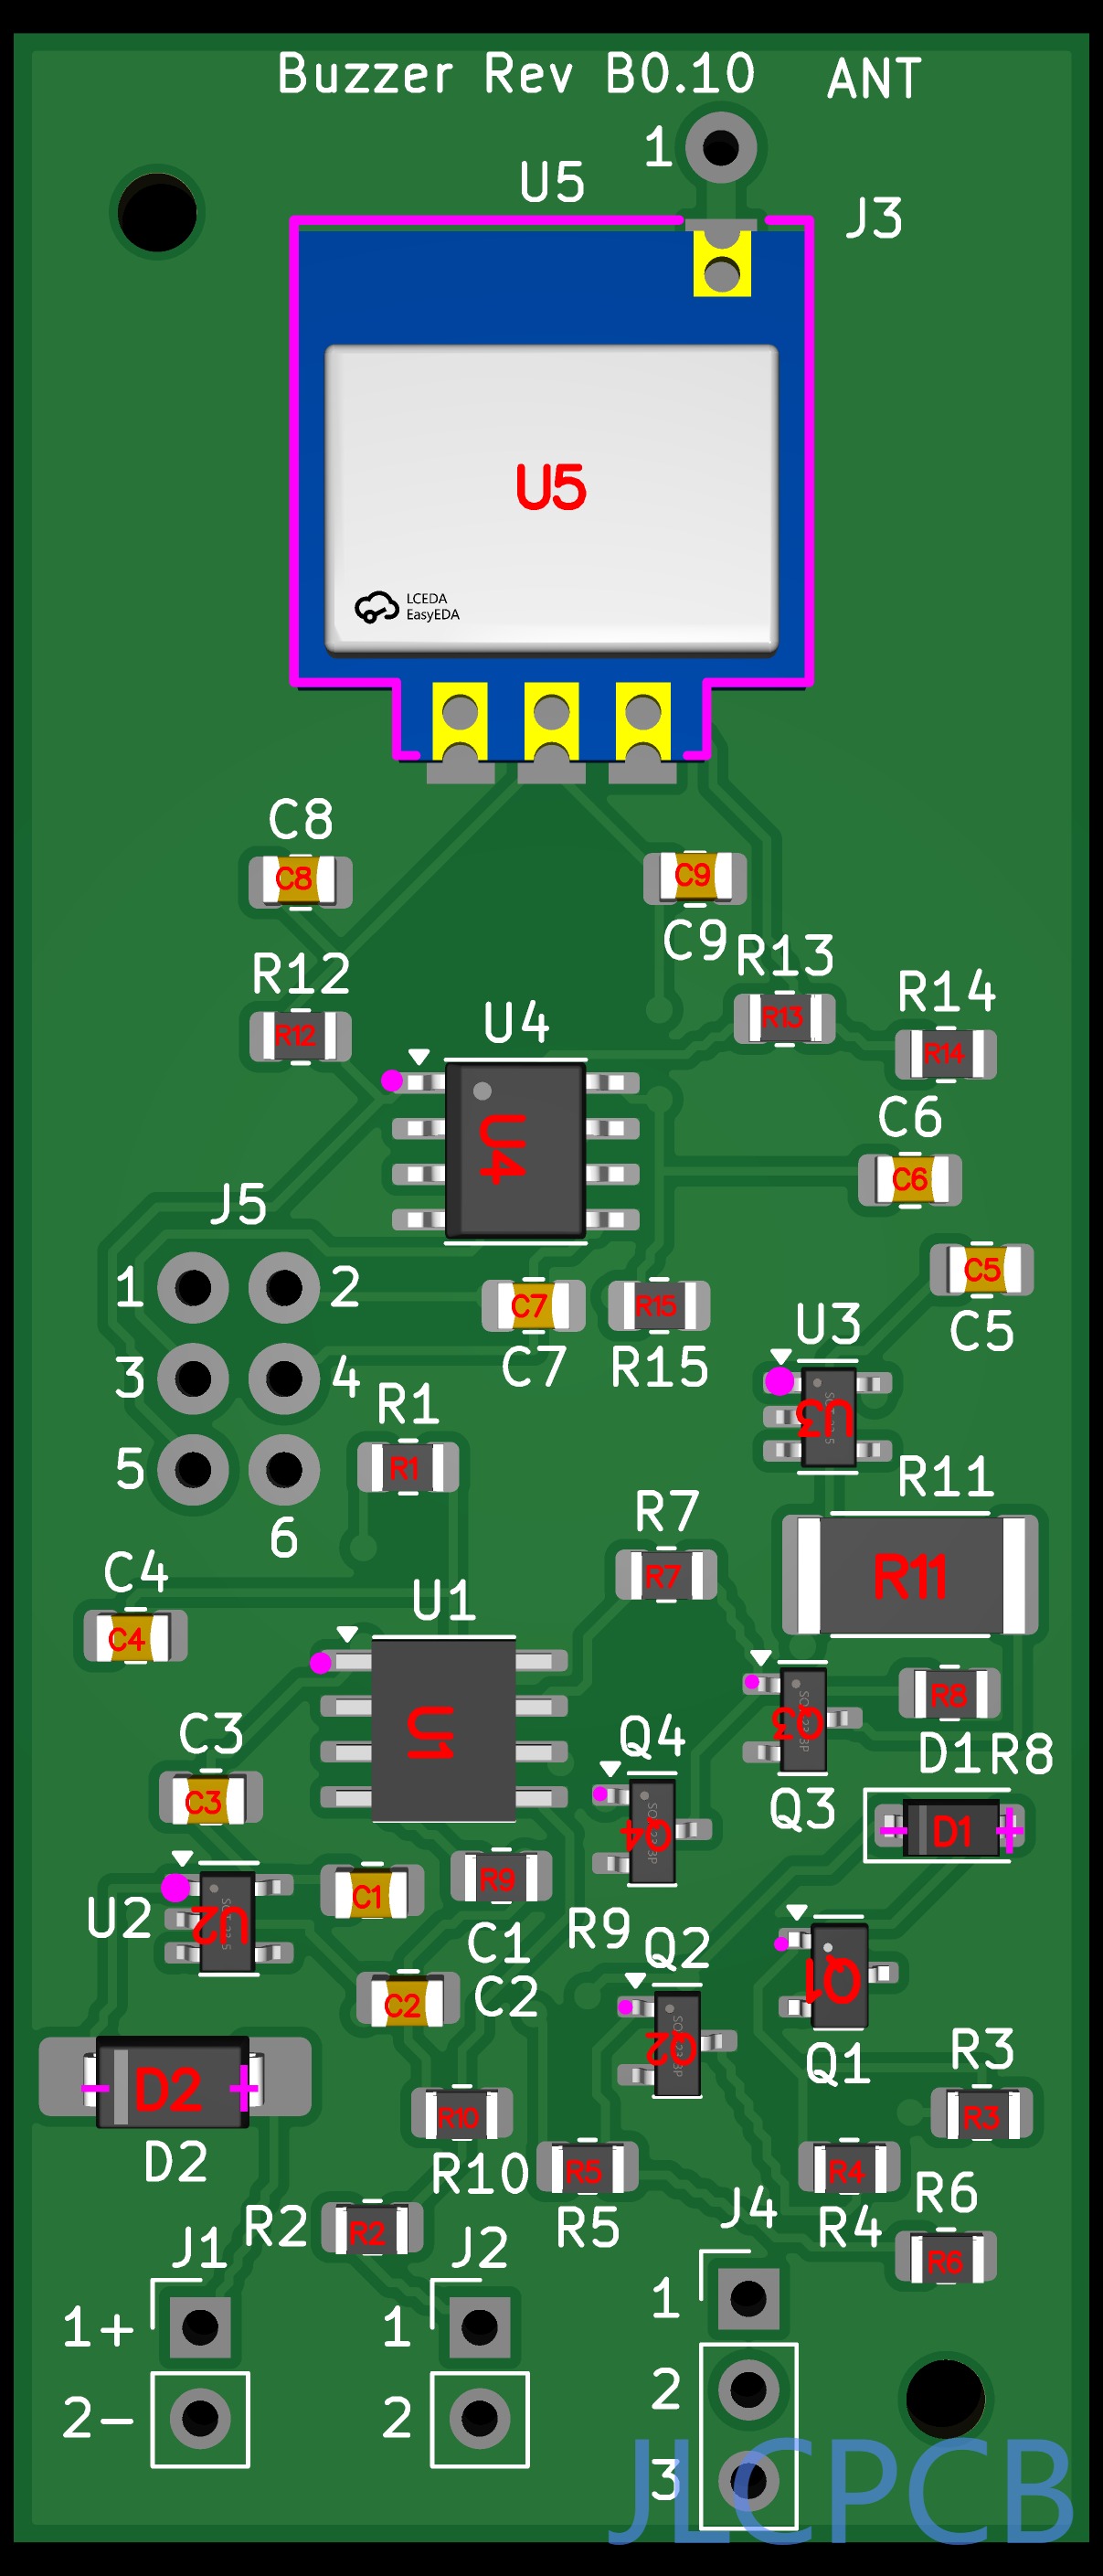 Buzzer Rev B0.10 ANT
1
U5
J3
U5
LCEDA
EasyEDA
C8
C8
C9
C9
R13
R12
R14
R13
U4
R12
R14
C6
U4
C6
J5
C5
1
2
C7
R15
U3
C5
C7
R15
3
4
R1
U3
R1
5
R11
6
R7
C4
R7
R11
U1
C4
R8
U1
C3
Q4
Q3
D1
R8
C3
Q3
Q4
D1
R9
C1
U2
U2
C1
R9
Q2
Q1
C2
C2
Q2
R3
Q1
D2
R10
R3
D2
R10
R5
R4
R6
J4
R2
R2
R5
R4
J1
J2
R6
1
1+
1
2
2-
2
3
JLCPCB